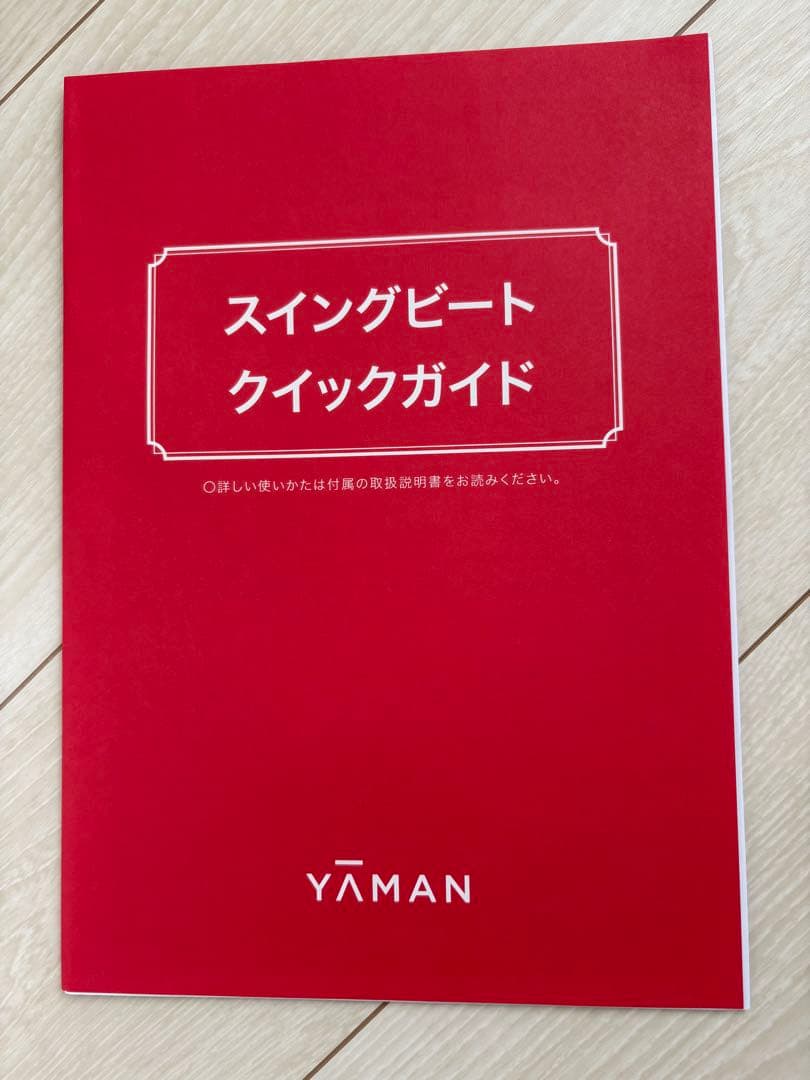 スイングビート
クイックガイド
○詳しい使いかたは付属の取扱説明書をお読みください。
YĀMAN